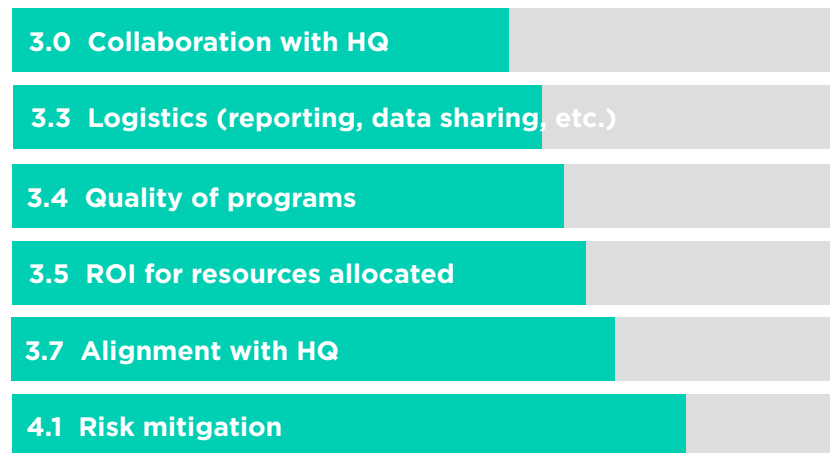 3.0 Collaboration with HQ
3.3 Logistics (reporting, data sharing, etc.)
3.4 Quality of programs
3.5 ROI for resources allocated
3.7 Alignment with HQ
4.1 Risk mitigation